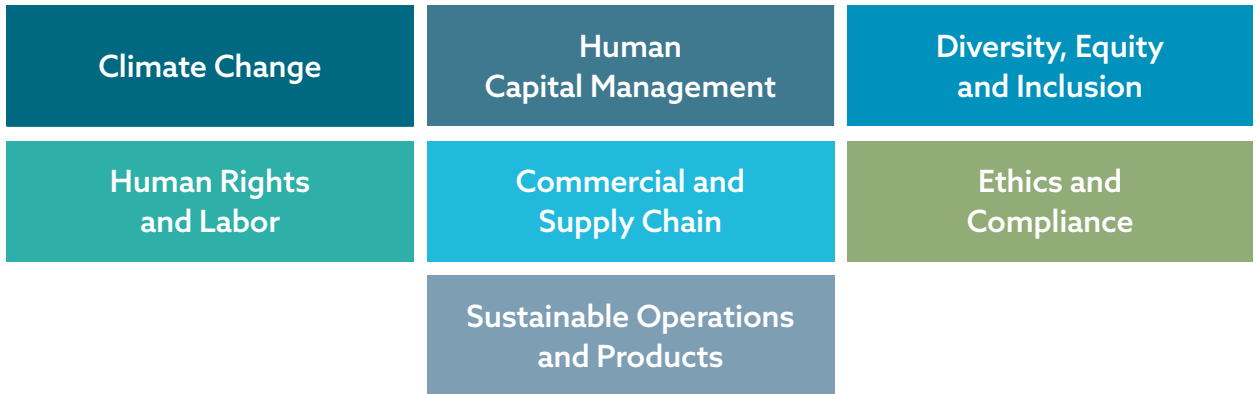 Climate Change
Human
Capital Management
Diversity, Equity
and Inclusion
Human Rights
and Labor
Commercial and
Supply Chain
Ethics and
Compliance
Sustainable Operations
and Products